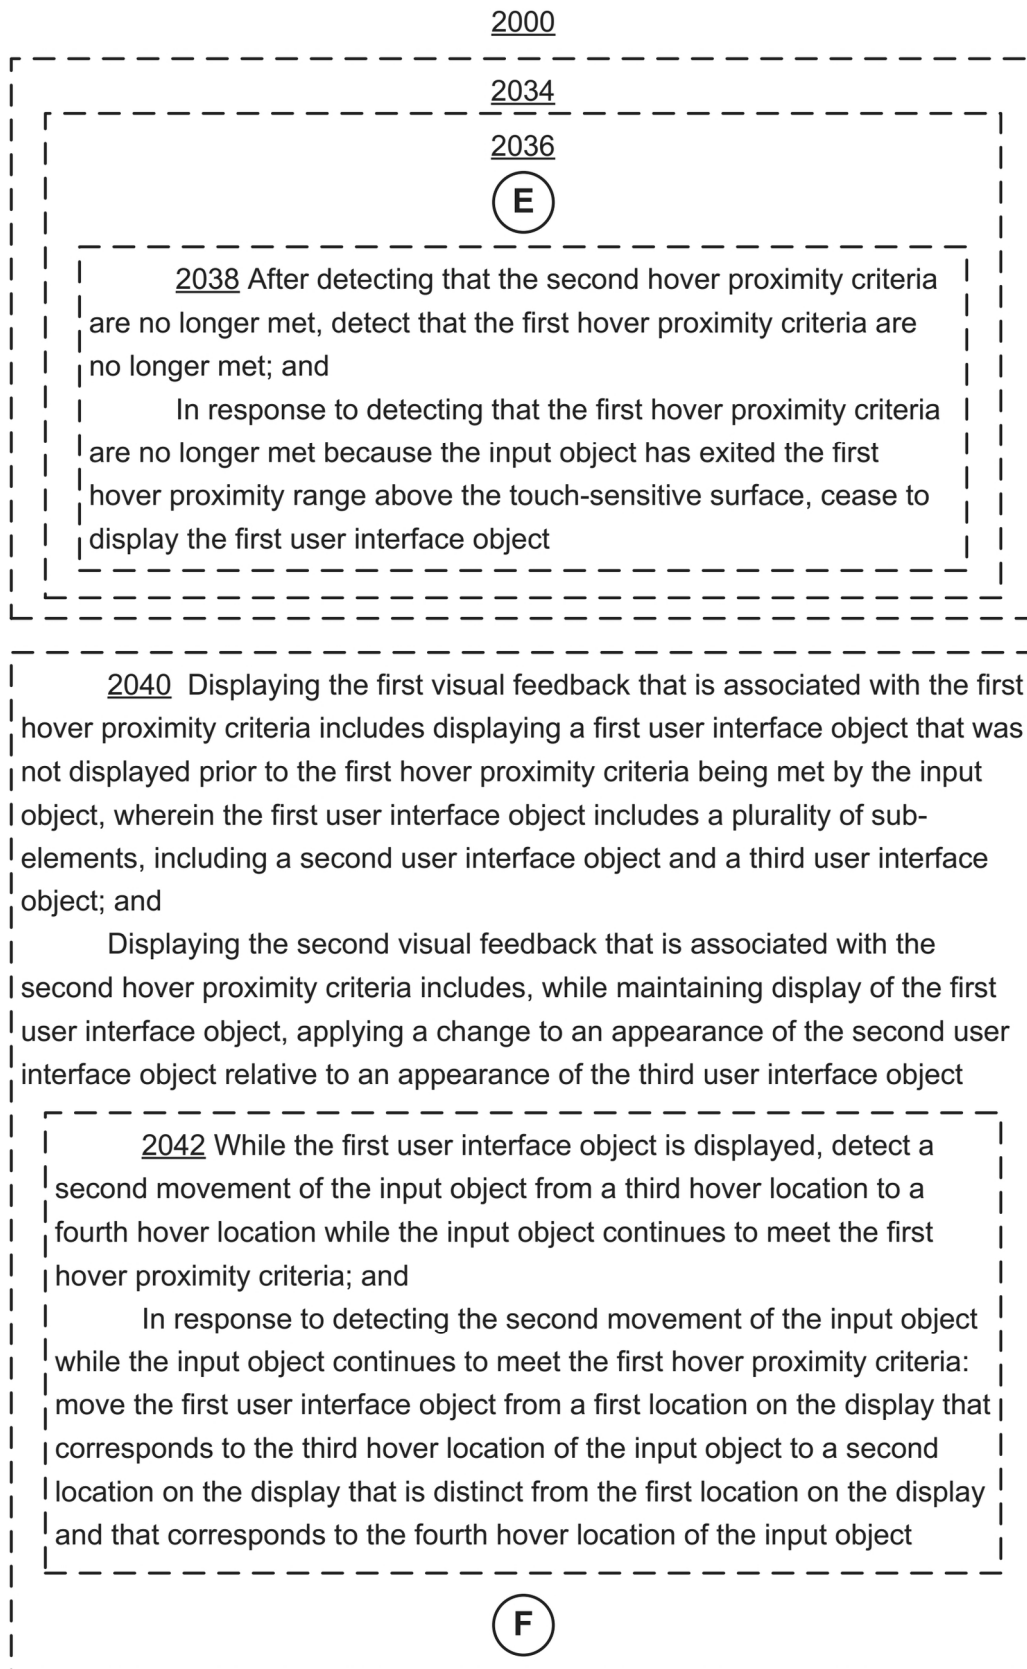 2000
2034
2036
E
2038 After detecting that the second hover proximity criteria
are no longer met, detect that the first hover proximity criteria are
no longer met; and
In response to detecting that the first hover proximity criteria
are no longer met because the input object has exited the first
hover proximity range above the touch-sensitive surface, cease to
display the first user interface object
2040 Displaying the first visual feedback that is associated with the first
hover proximity criteria includes displaying a first user interface object that was
not displayed prior to the first hover proximity criteria being met by the input
object, wherein the first user interface object includes a plurality of sub-
elements, including a second user interface object and a third user interface
object; and
Displaying the second visual feedback that is associated with the
second hover proximity criteria includes, while maintaining display of the first
user interface object, applying a change to an appearance of the second user
interface object relative to an appearance of the third user interface object
2042 While the first user interface object is displayed, detect a
second movement of the input object from a third hover location to a
fourth hover location while the input object continues to meet the first
hover proximity criteria; and
In response to detecting the second movement of the input object
while the input object continues to meet the first hover proximity criteria:
move the first user interface object from a first location on the display that
corresponds to the third hover location of the input object to a second
location on the display that is distinct from the first location on the display
and that corresponds to the fourth hover location of the input object
F